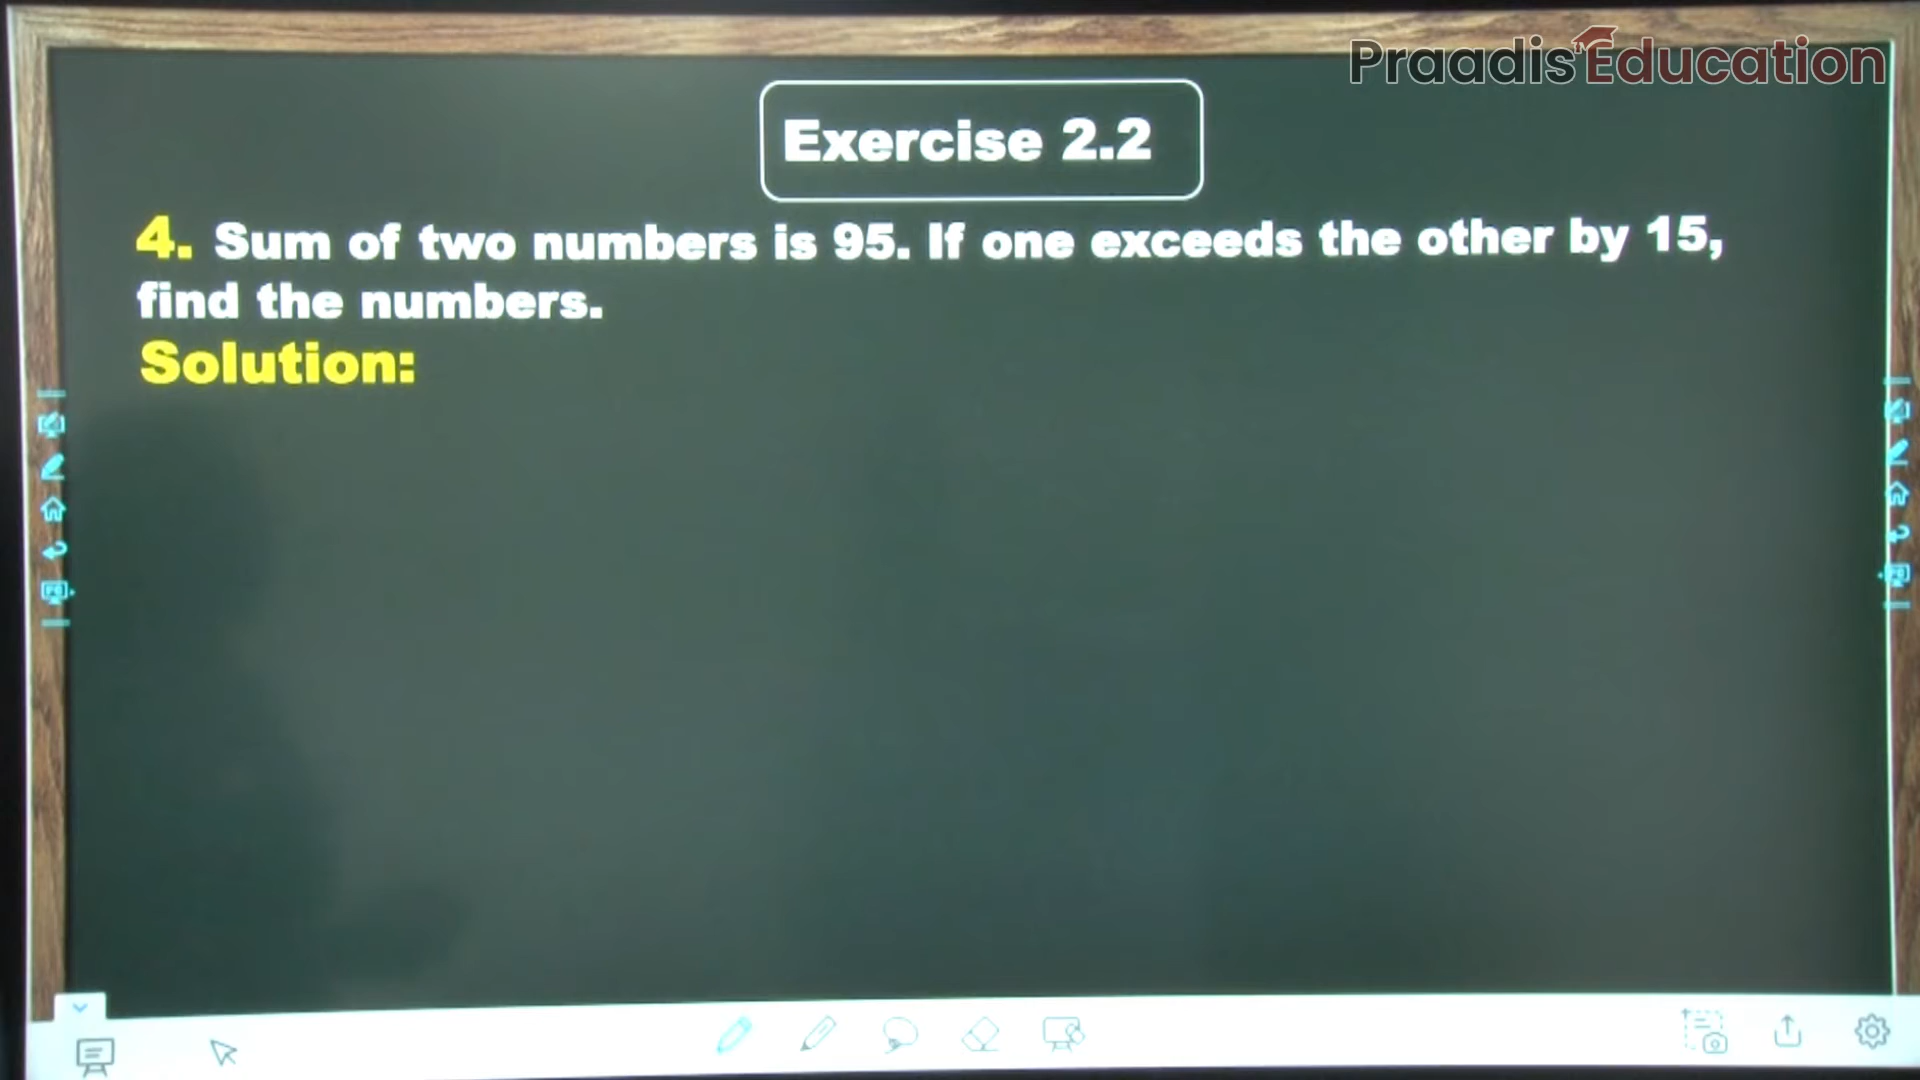 Praadis Education
Exercise 2.2
4. Sum of two numbers is 95. If one exceeds the other by 15,
find the numbers.
Solution: